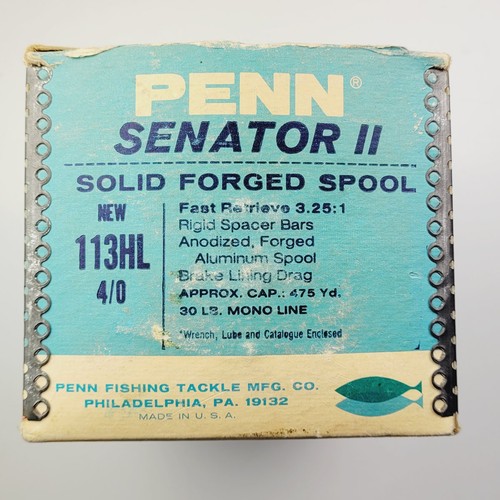 PENN®
SENATOR II
SOLID FORGED SPOOL
NEW
113HL
4/0
Fast Retrieve 3.25:1
Rigid Spacer Bars
Anodized, Forged
Aluminum Spool
Brake Lining Drag
APPROX. CAP.: 475 Yd.
30 LB. MONO LINE
*Wrench, Lube and Catalogue Enclosed
PENN FISHING TACKLE MFG. CO.
PHILADELPHIA, PA. 19132
MADE IN U.S.A.